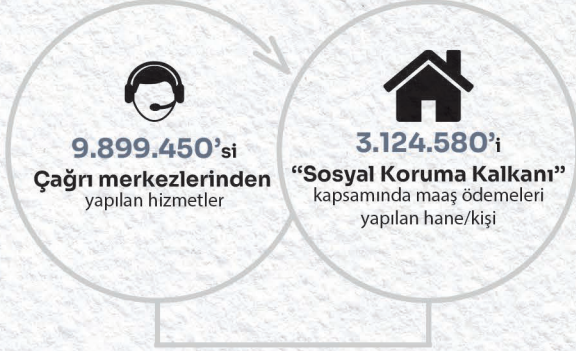 9.899.450'si
Çağrı merkezlerinden
yapılan hizmetler
3.124.580'i
“Sosyal Koruma Kalkanı”
kapsamında maaş ödemeleri
yapılan hane/kişi